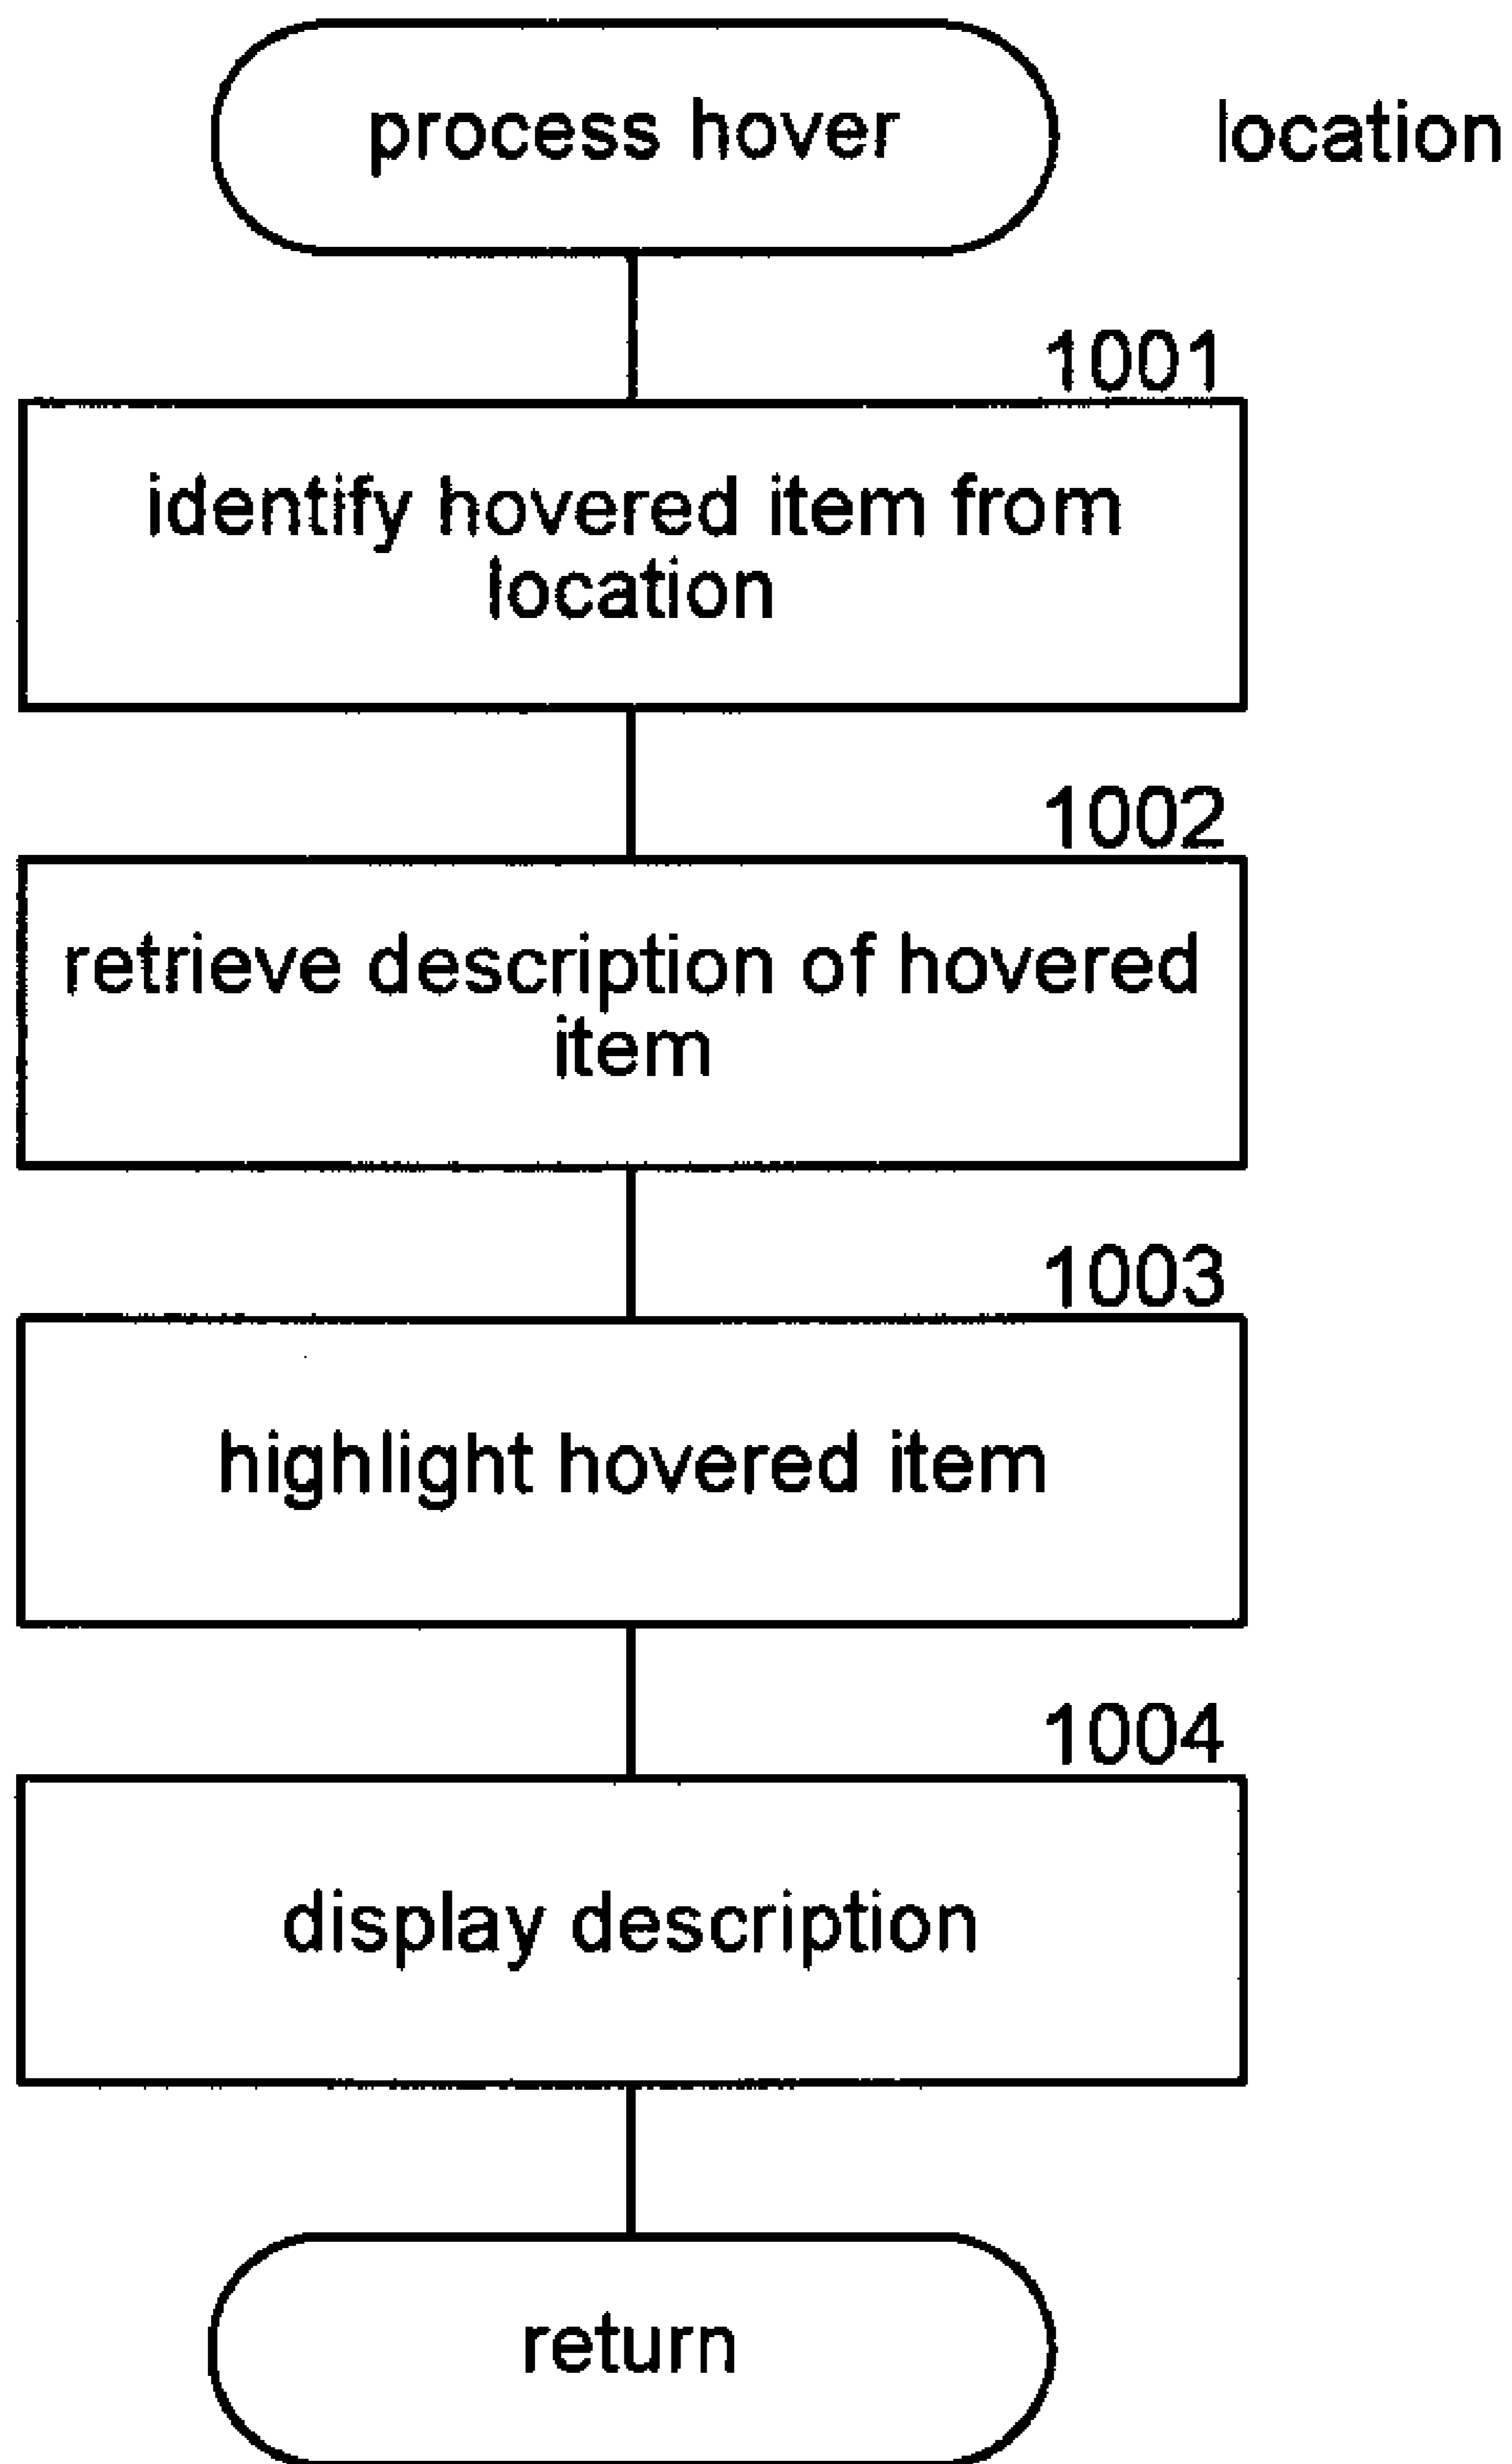 process hover
location
1001
identify hovered item from
location
1002
retrieve description of hovered
item
1003
highlight hovered item
1004
display description
return